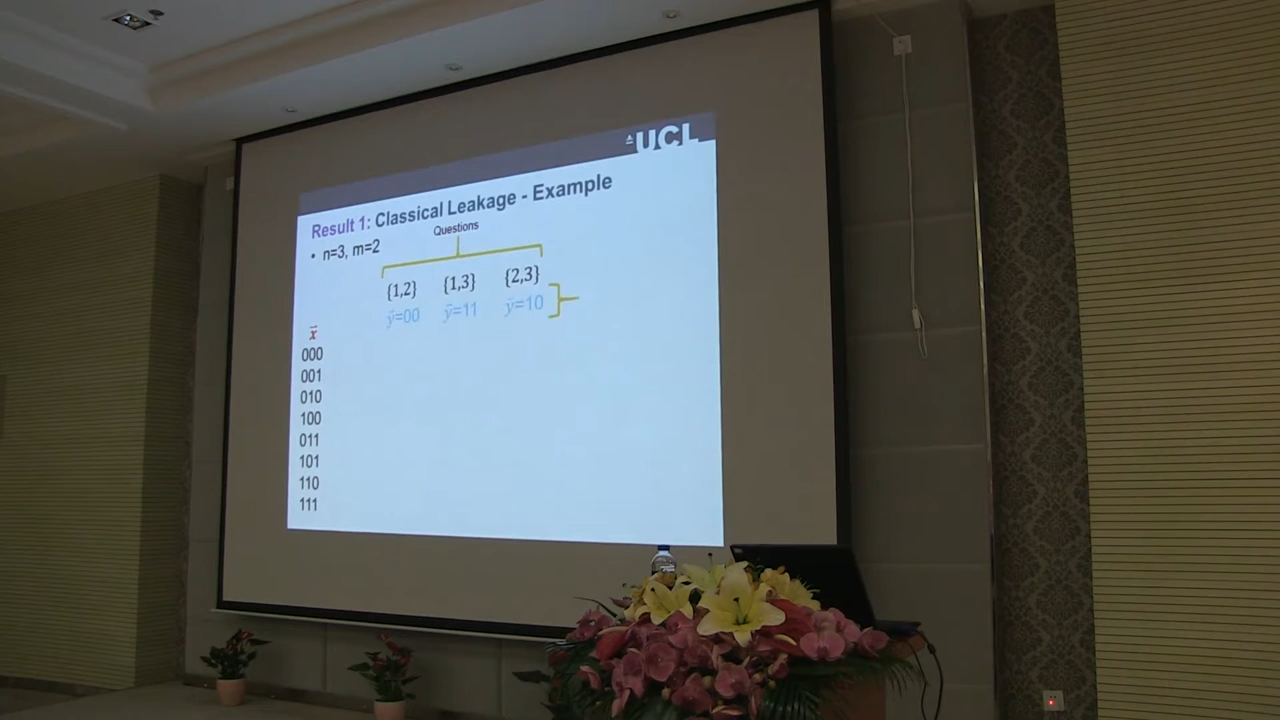 UCL
Result 1: Classical Leakage - Example
• n=3, m=2
Questions
{1,2} {1,3} {2,3}
ȳ=00 ȳ=11 ȳ=10
x̄
000
001
010
100
011
101
110
111